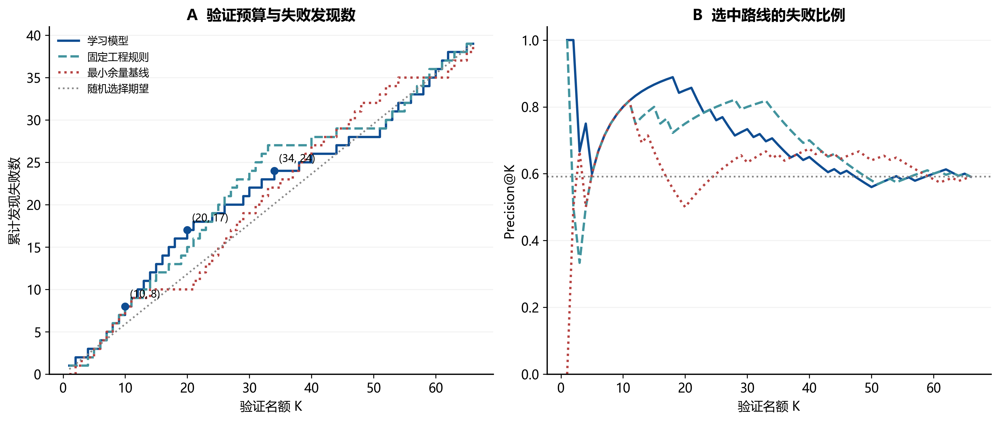 A 验证预算与失败发现数
40
35
30
25
20
15
10
5
0
累计发现失败数
学习模型
固定工程规则
最小余量基线
随机选择期望
(34, 24)
(20, 17)
(10, 8)
0 10 20 30 40 50 60
验证名额 K
B 选中路线的失败比例
1.0
0.8
0.6
0.4
0.2
0.0
Precision@K
0 10 20 30 40 50 60
验证名额 K